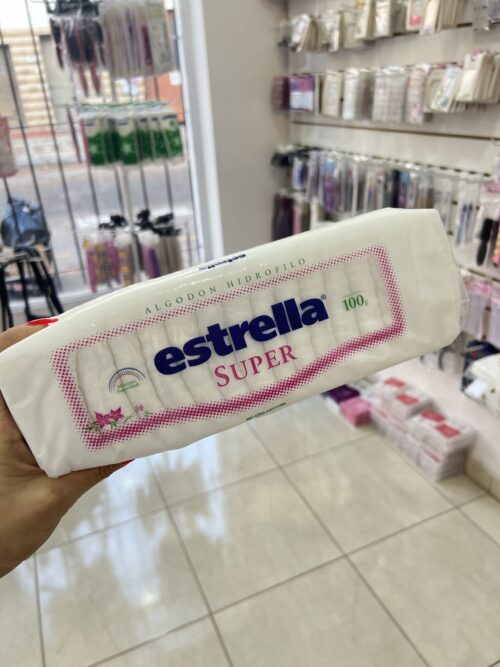 ALGODON HIDROFILO
estrella®
SUPER
100g